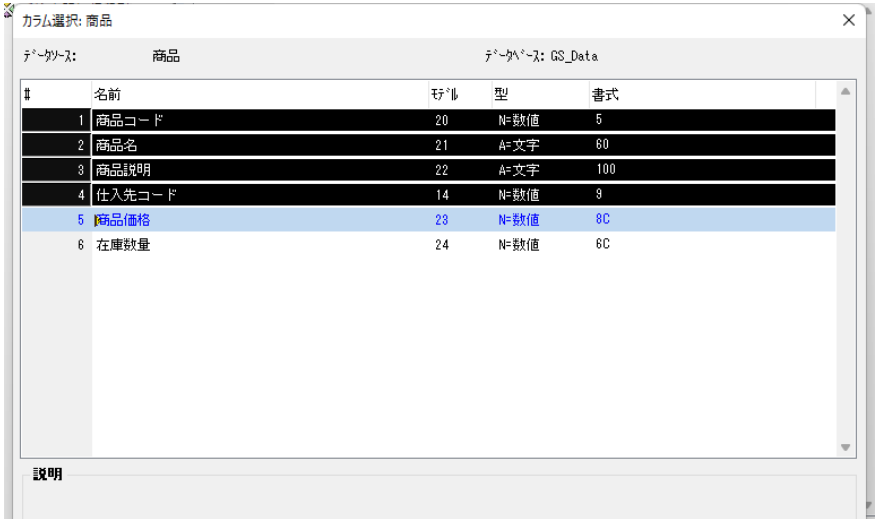 カラム選択: 商品
ﾃﾞｰﾀｿｰｽ: 商品 ﾃﾞｰﾀﾍﾞｰｽ: GS_Data
# 名前 ﾓﾃﾞﾙ 型 書式
1 商品コード 20 N=数値 5
2 商品名 21 A=文字 60
3 商品説明 22 A=文字 100
4 仕入先コード 14 N=数値 9
5 商品価格 23 N=数値 8C
6 在庫数量 24 N=数値 6C
説明